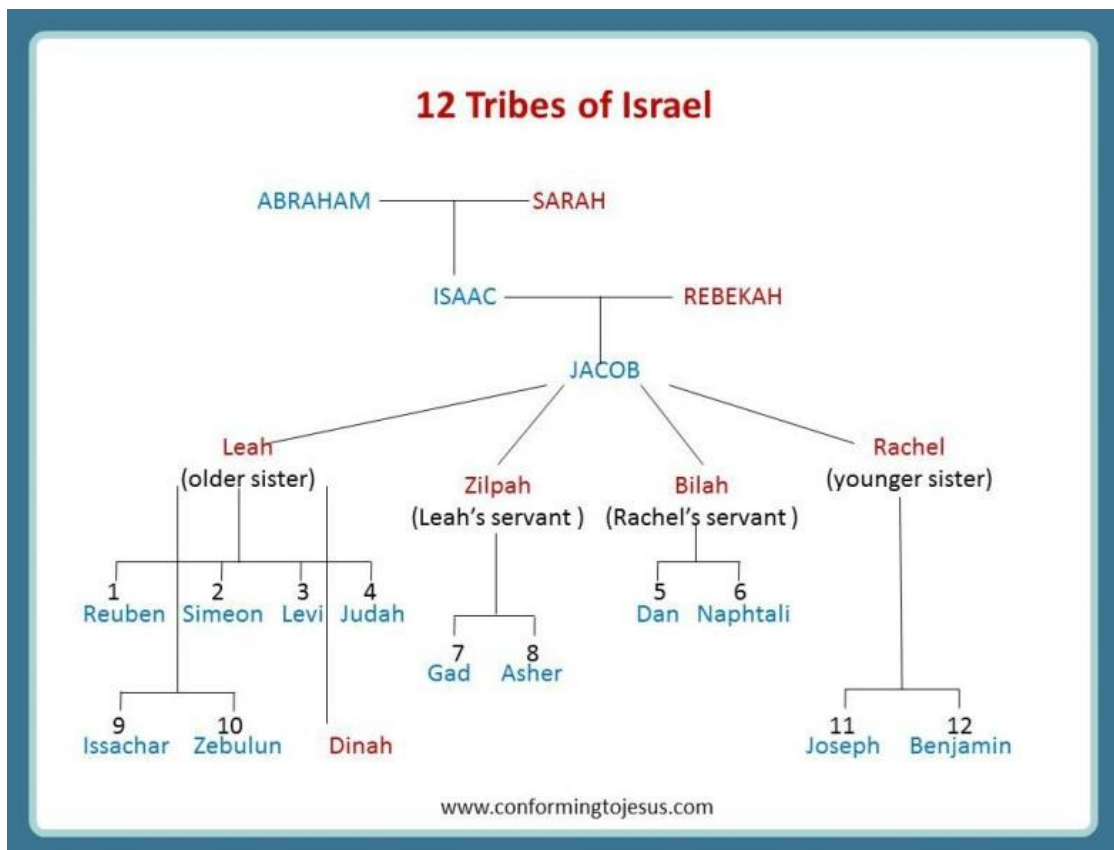 12 Tribes of Israel
ABRAHAM SARAH
ISAAC REBEKAH
JACOB
Leah
(older sister)
Zilpah
(Leah's servant )
Bilah
(Rachel's servant )
Rachel
(younger sister)
1 2 3 4
Reuben Simeon Levi Judah
5 6
Dan Naphtali
7 8
Gad Asher
9 10
Issachar Zebulun Dinah
11 12
Joseph Benjamin
www.conformingtojesus.com